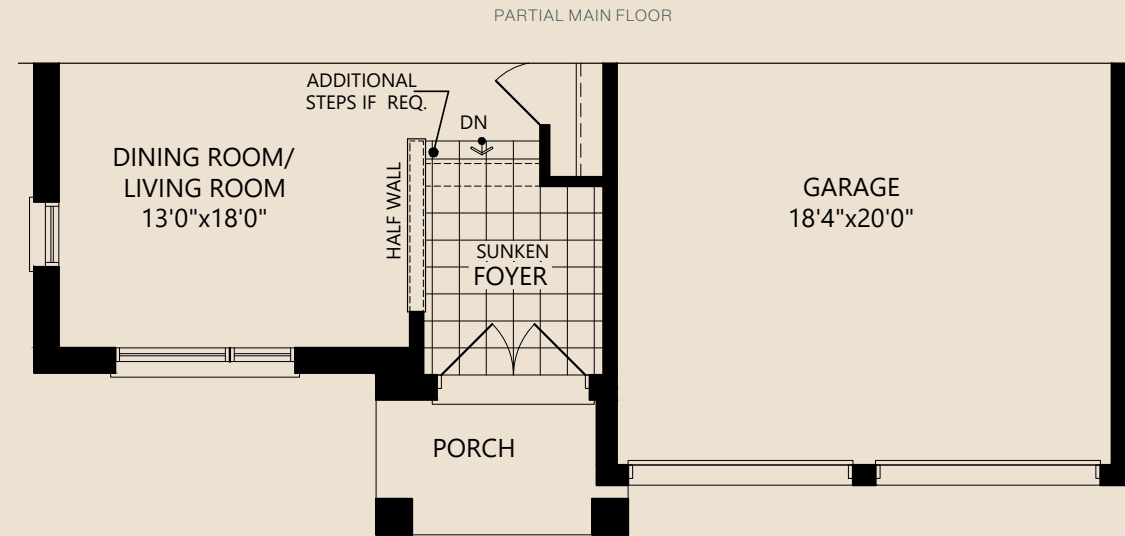 PARTIAL MAIN FLOOR
ADDITIONAL
STEPS IF REQ.
DN
DINING ROOM/
LIVING ROOM
13'0"x18'0"
HALF WALL
SUNKEN
FOYER
GARAGE
18'4"x20'0"
PORCH